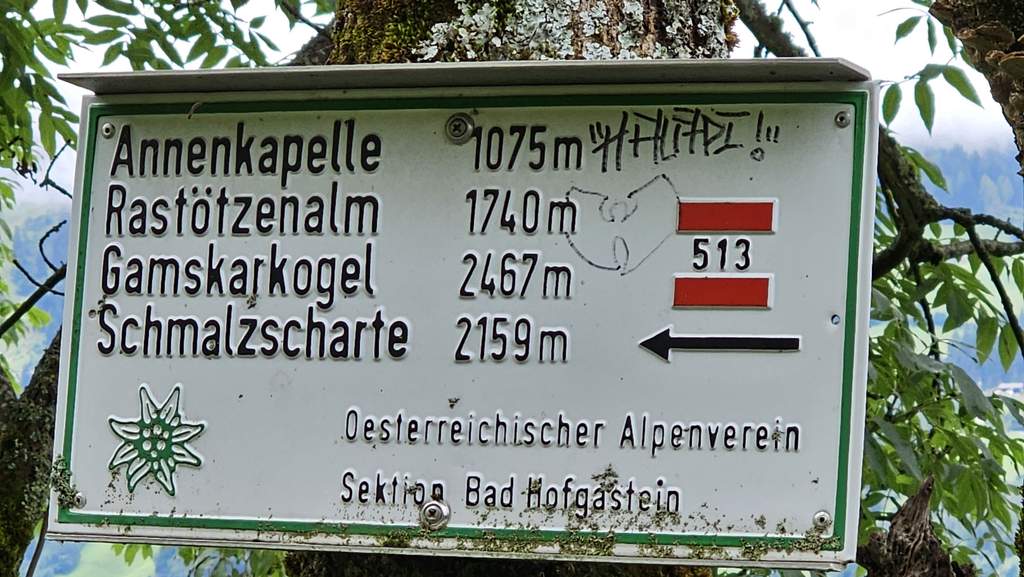 Annenkapelle 1075m
Rastötzenalm 1740m
Gamskarkogel 2467m
513
Schmalzscharte 2159m
Oesterreichischer Alpenverein
Sektion Bad Hofgastein